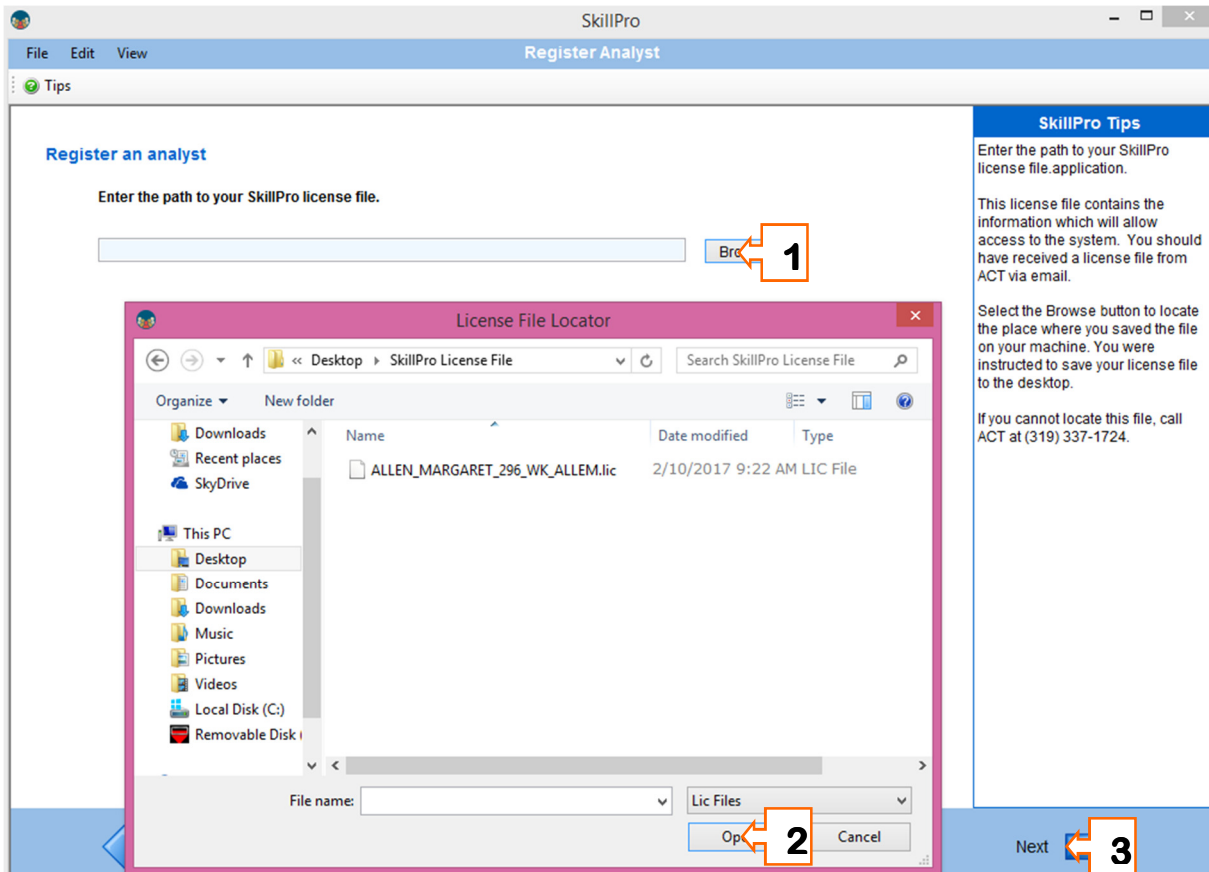 SkillPro
File Edit View
Register Analyst
Tips
Register an analyst
Enter the path to your SkillPro license file.
1
License File Locator
« Desktop SkillPro License File
Search SkillPro License File
Organize New folder
Downloads
Recent places
SkyDrive
This PC
Desktop
Documents
Downloads
Music
Pictures
Videos
Local Disk (C:)
Removable Disk (
Name Date modified Type
ALLEN_MARGARET_296_WK_ALLEM.lic 2/10/2017 9:22 AM LIC File
File name:
Lic Files
2 Cancel
SkillPro Tips
Enter the path to your SkillPro
license file.application.
This license file contains the
information which will allow
access to the system. You should
have received a license file from
ACT via email.
Select the Browse button to locate
the place where you saved the file
on your machine. You were
instructed to save your license file
to the desktop.
If you cannot locate this file, call
ACT at (319) 337-1724.
Next 3